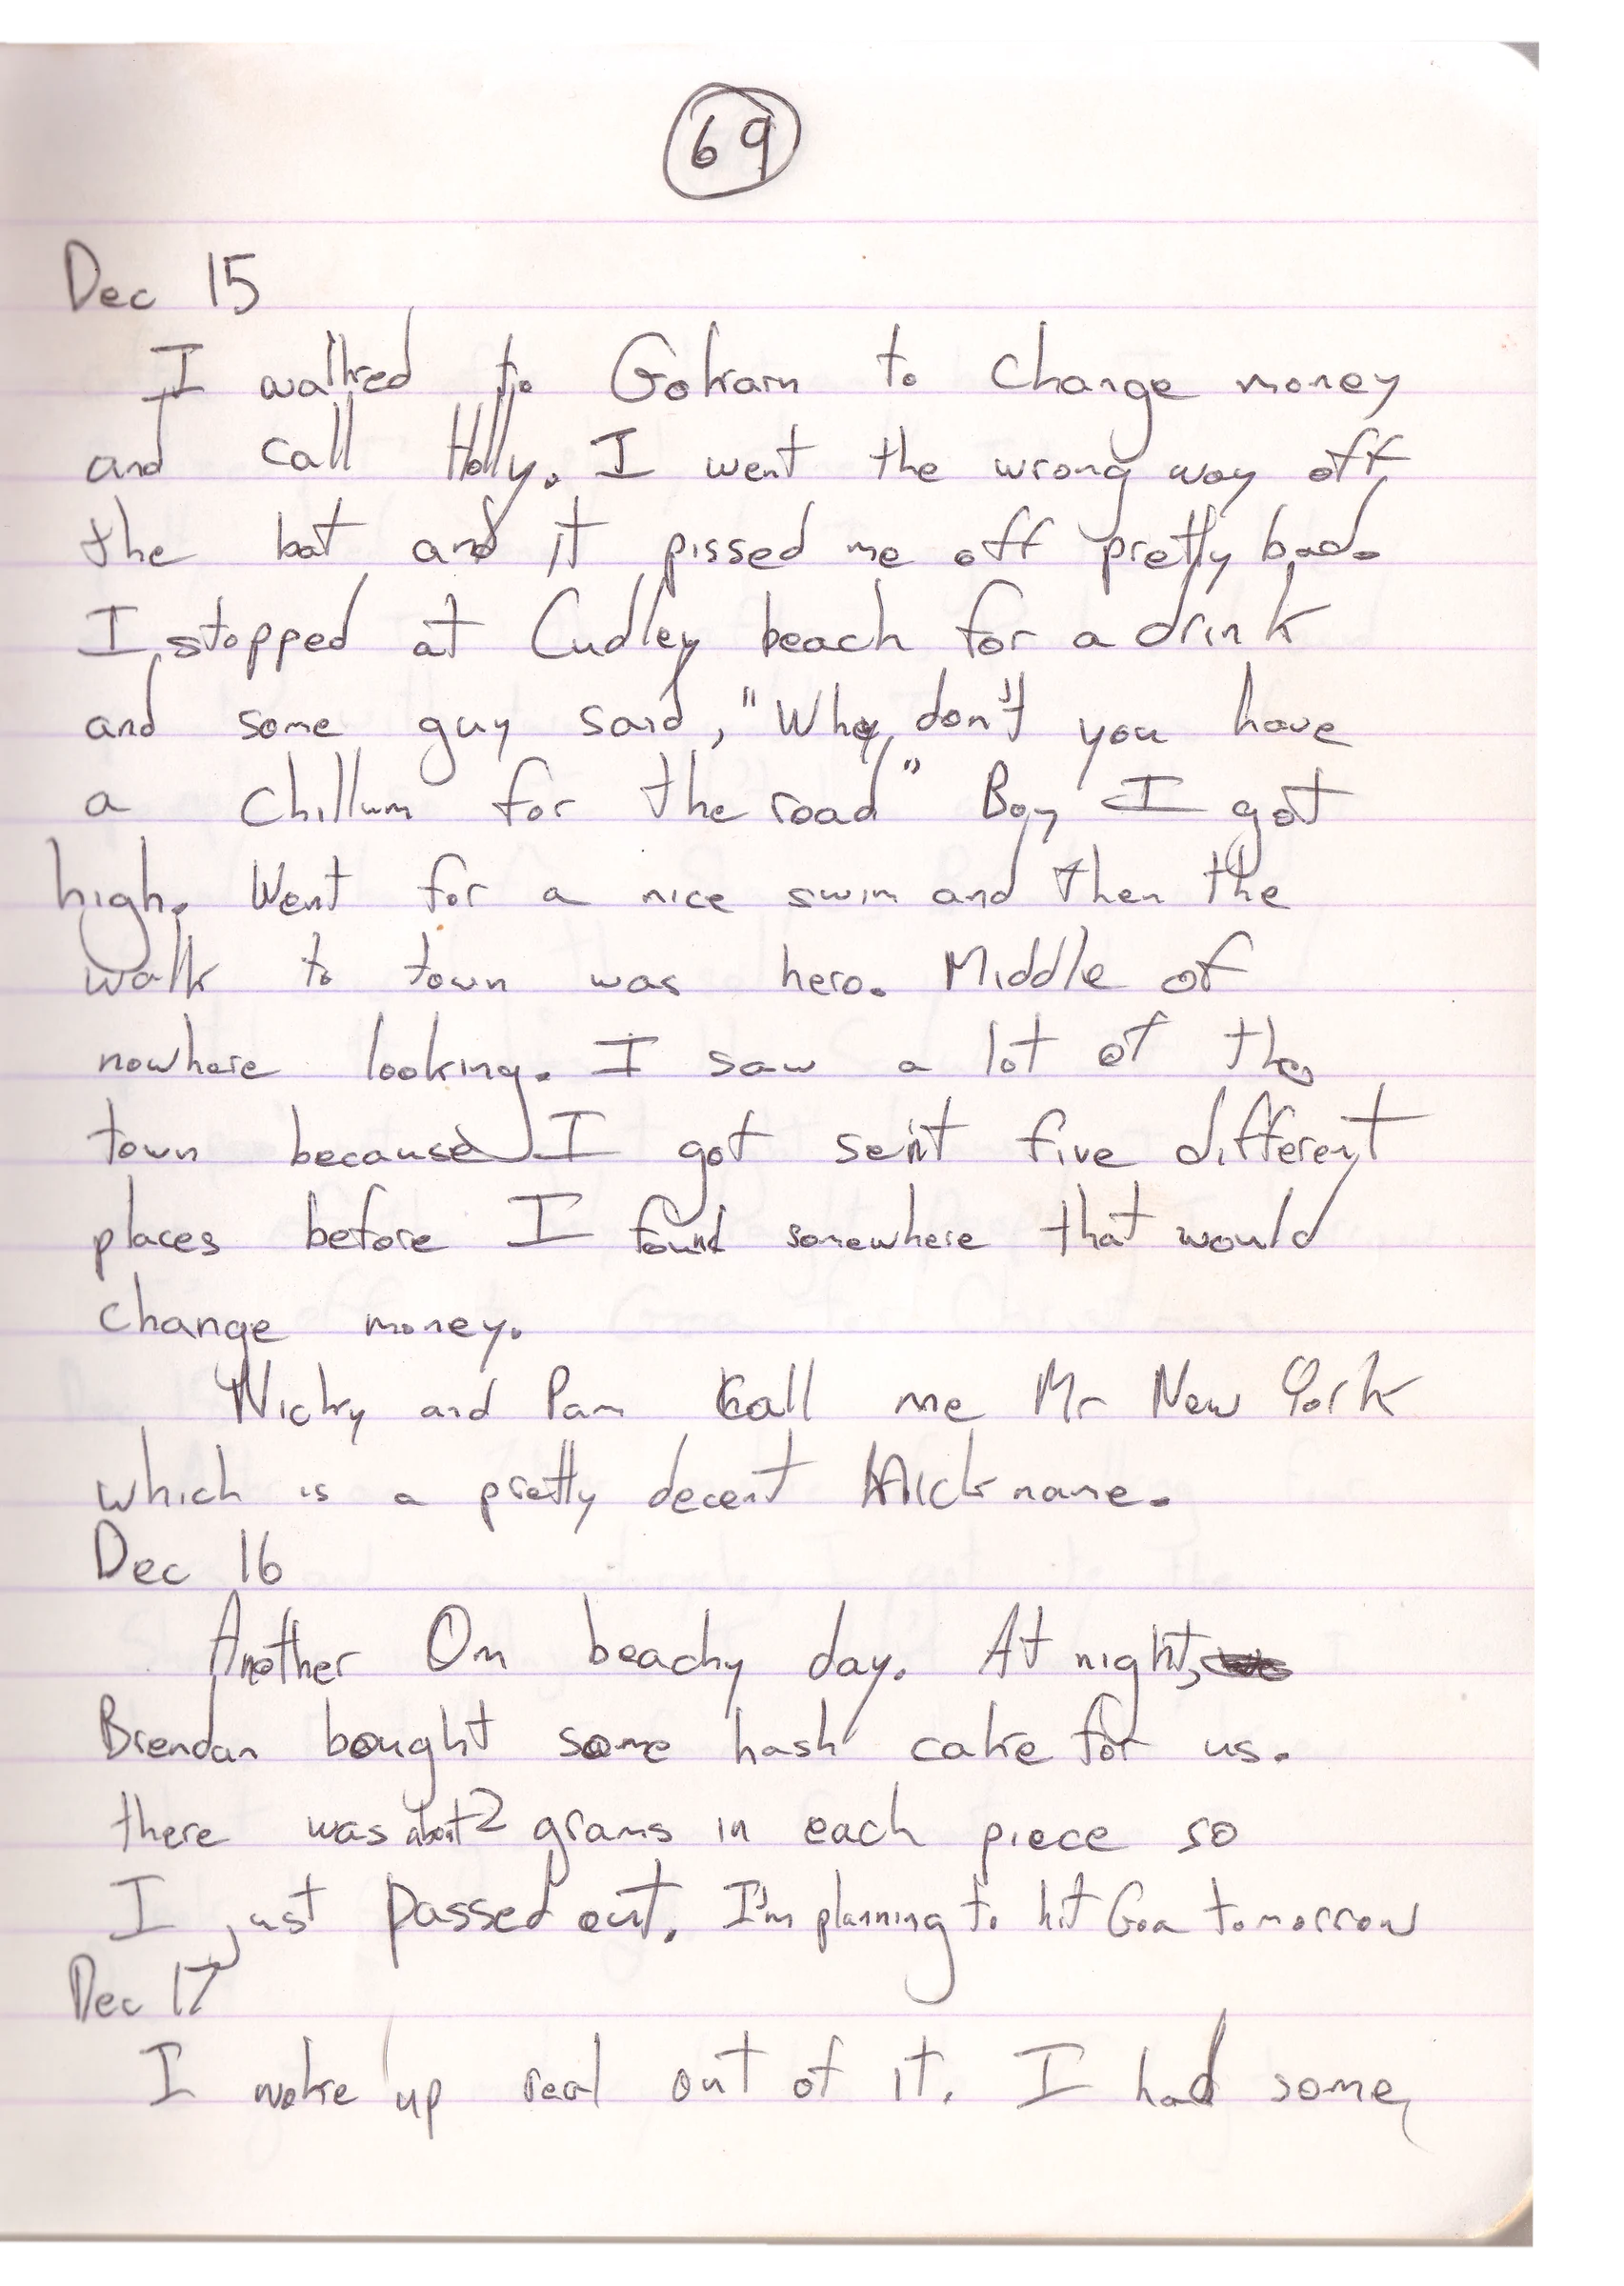 69
Dec 15
I walked to Gokarn to change money
and call Holly. I went the wrong way off
the bat and it pissed me off pretty bad.
I stopped at Cudley beach for a drink
and some guy said, "Why don't you have
a chillum for the road" Boy I got
high. Went for a nice swim and then the
walk to town was hero. Middle of
nowhere looking. I saw a lot of the
town because I got sent five different
places before I found somewhere that would
change money.
Nicky and Pam call me Mr New York
which is a pretty decent Nickname.
Dec 16
Another Om beachy day. At night,
Brendan bought some hash cake for us.
there was about 2 grams in each piece so
I just passed out. I'm planning to hit Goa tomorrow
Dec 17
I woke up real out of it. I had some